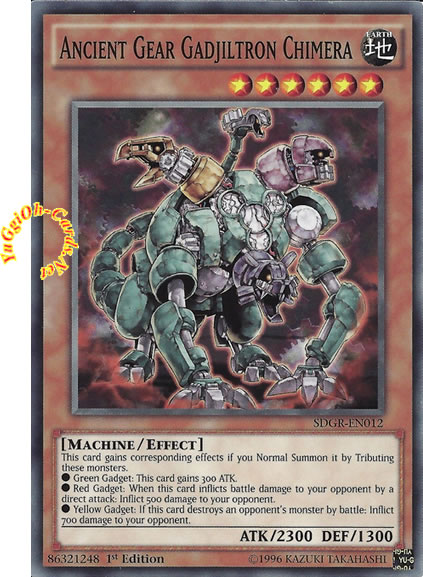 ANCIENT GEAR GADJILTRON CHIMERA
EARTH
地
YuGgiOh-Cards.Net
SDGR-EN012
[MACHINE/EFFECT]
This card gains corresponding effects if you Normal Summon it by Tributing
these monsters.
● Green Gadget: This card gains 300 ATK.
● Red Gadget: When this card inflicts battle damage to your opponent by a
direct attack: Inflict 500 damage to your opponent.
● Yellow Gadget: If this card destroys an opponent's monster by battle: Inflict
700 damage to your opponent.
ATK/2300 DEF/1300
86321248 1st Edition ©1996 KAZUKI TAKAHASHI